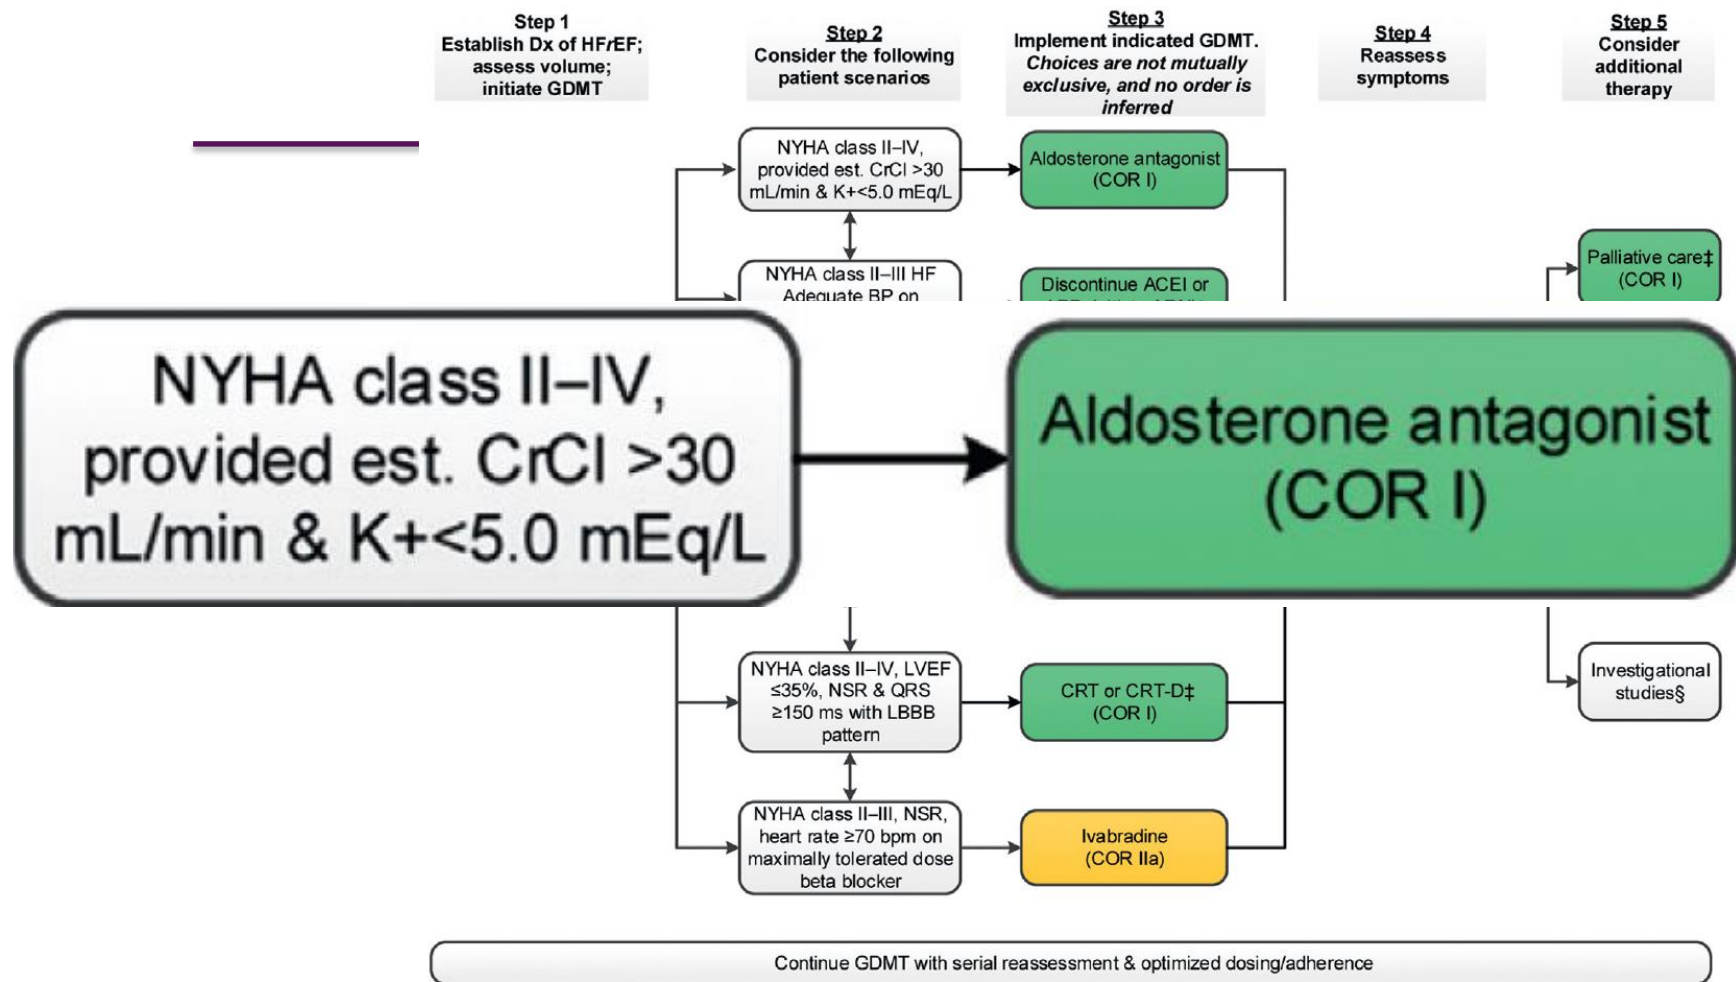 Step 1
Establish Dx of HFrEF;
assess volume;
initiate GDMT
Step 2
Consider the following
patient scenarios
Step 3
Implement indicated GDMT.
Choices are not mutually
exclusive, and no order is
inferred
Step 4
Reassess
symptoms
Step 5
Consider
additional
therapy
NYHA class II–IV,
provided est. CrCl >30
mL/min & K+<5.0 mEq/L
Aldosterone antagonist
(COR I)
NYHA class II–III HF
Adequate BP on
Discontinue ACEI or
Palliative care‡
(COR I)
NYHA class II–IV,
provided est. CrCl >30
mL/min & K+<5.0 mEq/L
Aldosterone antagonist
(COR I)
NYHA class II–IV, LVEF
≤35%, NSR & QRS
≥150 ms with LBBB
pattern
CRT or CRT-D‡
(COR I)
Investigational
studies§
NYHA class II–III, NSR,
heart rate ≥70 bpm on
maximally tolerated dose
beta blocker
Ivabradine
(COR IIa)
Continue GDMT with serial reassessment & optimized dosing/adherence